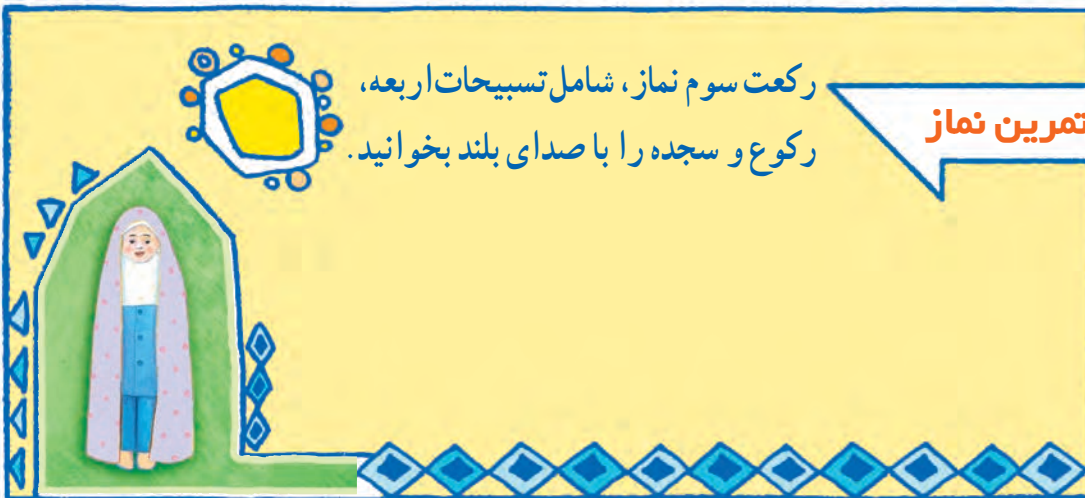 تمرین نماز
رکعت سوم نماز، شامل تسبیحات اربعه،
رکوع و سجده را با صدای بلند بخوانید.